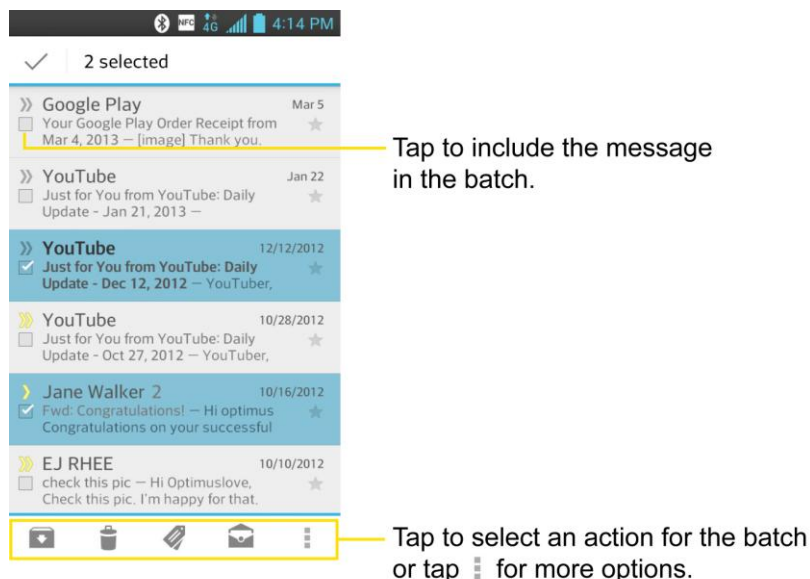 NFC 4G 4:14 PM
2 selected
Google Play Mar 5
Your Google Play Order Receipt from
Mar 4, 2013 — [image] Thank you.
Tap to include the message
in the batch.
YouTube Jan 22
Just for You from YouTube: Daily
Update - Jan 21, 2013 —
YouTube 12/12/2012
Just for You from YouTube: Daily
Update - Dec 12, 2012 — YouTuber,
YouTube 10/28/2012
Just for You from YouTube: Daily
Update - Oct 27, 2012 — YouTuber,
Jane Walker 2 10/16/2012
Fwd: Congratulations! — Hi optimus
Congratulations on your successful
EJ RHEE 10/10/2012
check this pic — Hi Optimuslove,
Check this pic. I'm happy for that.
Tap to select an action for the batch
or tap for more options.